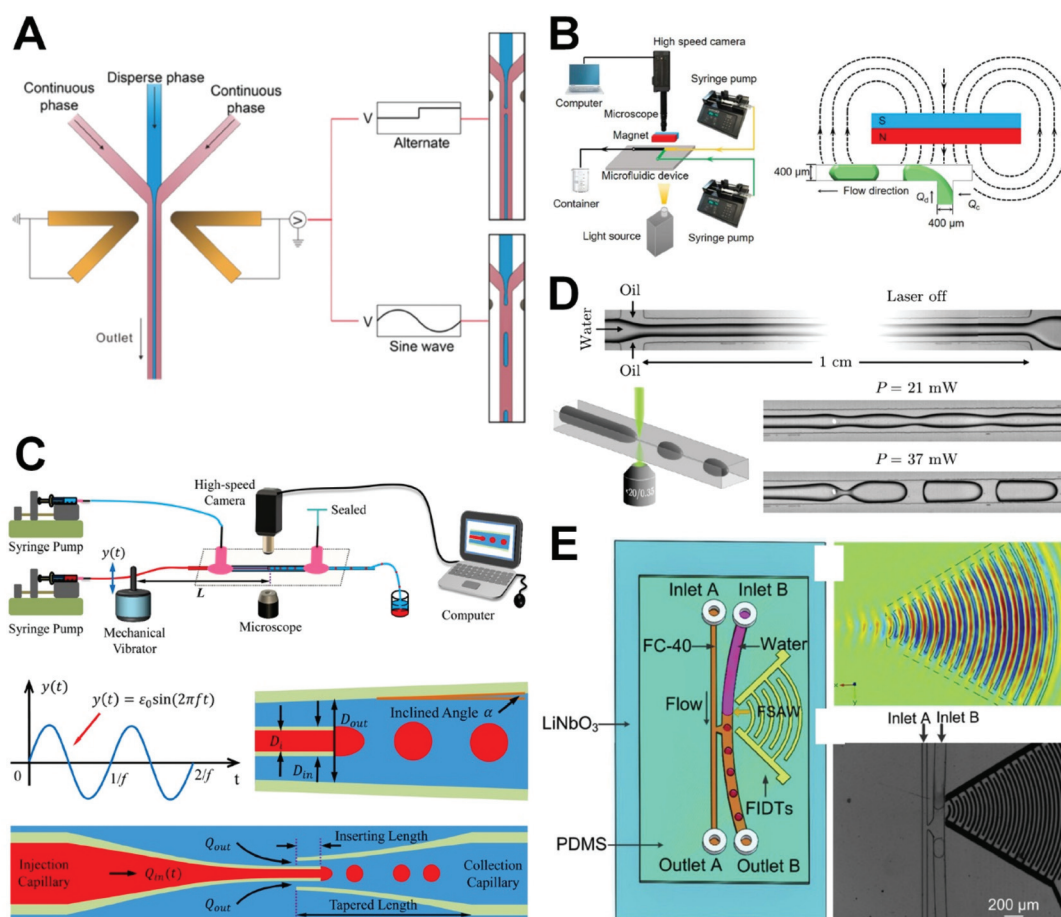 A
Continuous
phase
Disperse phase
Continuous
phase
V
Outlet
V
Alternate
V
Sine wave
B
High speed camera
Computer
Microscope
Magnet
Syringe pump
Microfluidic device
Container
Light source
Syringe pump
S
N
400 μm
Flow direction
Qd
Qc
400 μm
C
Syringe Pump
Syringe Pump
y(t)
Mechanical
Vibrator
L
High-speed
Camera
Sealed
Microscope
Computer
y(t)
y(t) = ε0sin(2πft)
0
1/f
2/f
t
Di
Din
Dout
Inclined Angle α
Injection
Capillary
Qin(t)
Qout
Qout
Inserting Length
Tapered Length
Collection
Capillary
D
Oil
Water
Oil
Laser off
1 cm
×20/0.35
P = 21 mW
P = 37 mW
E
Inlet A
Inlet B
FC-40
Water
Flow
FSAW
LiNbO3
FIDTs
PDMS
Outlet A
Outlet B
Inlet A
Inlet B
200 μm